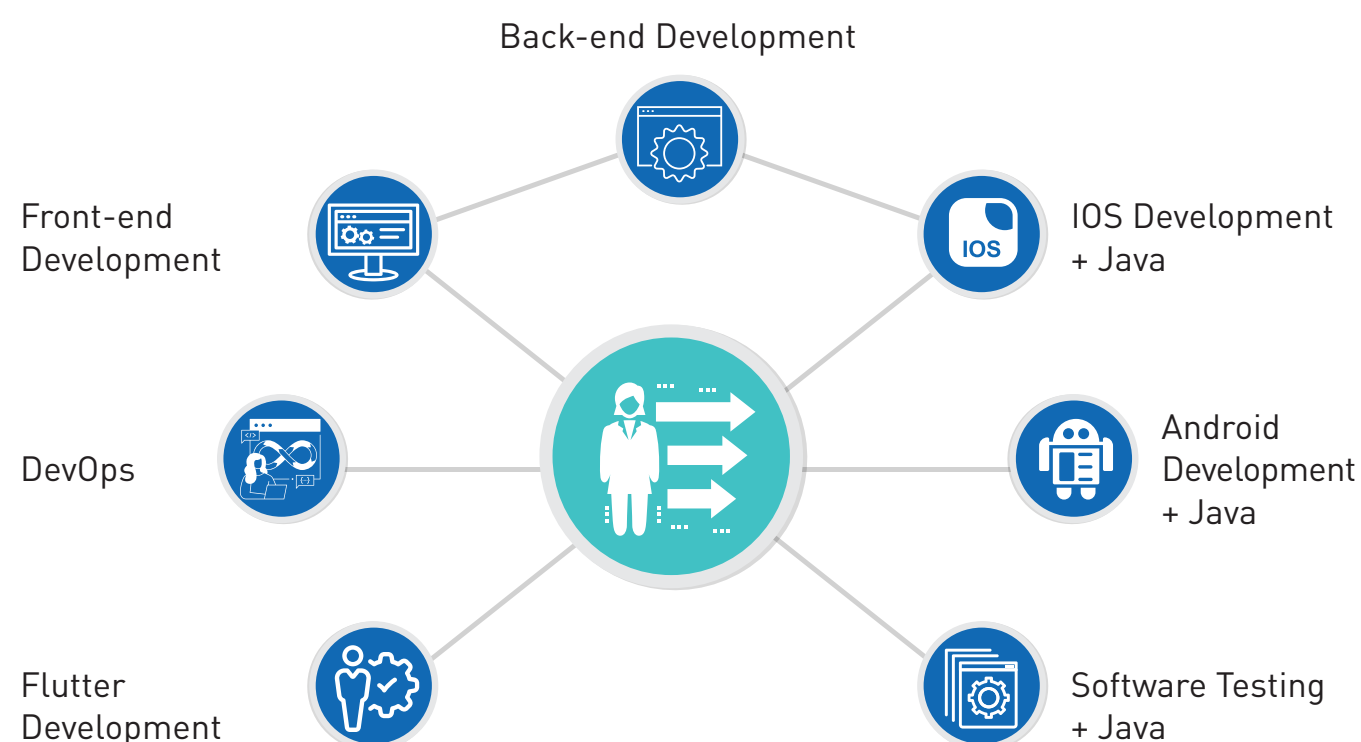 Back-end Development
Front-end
Development
IOS
IOS Development
+ Java
DevOps
</>
{..}
Android
Development
+ Java
Flutter
Development
Software Testing
+ Java